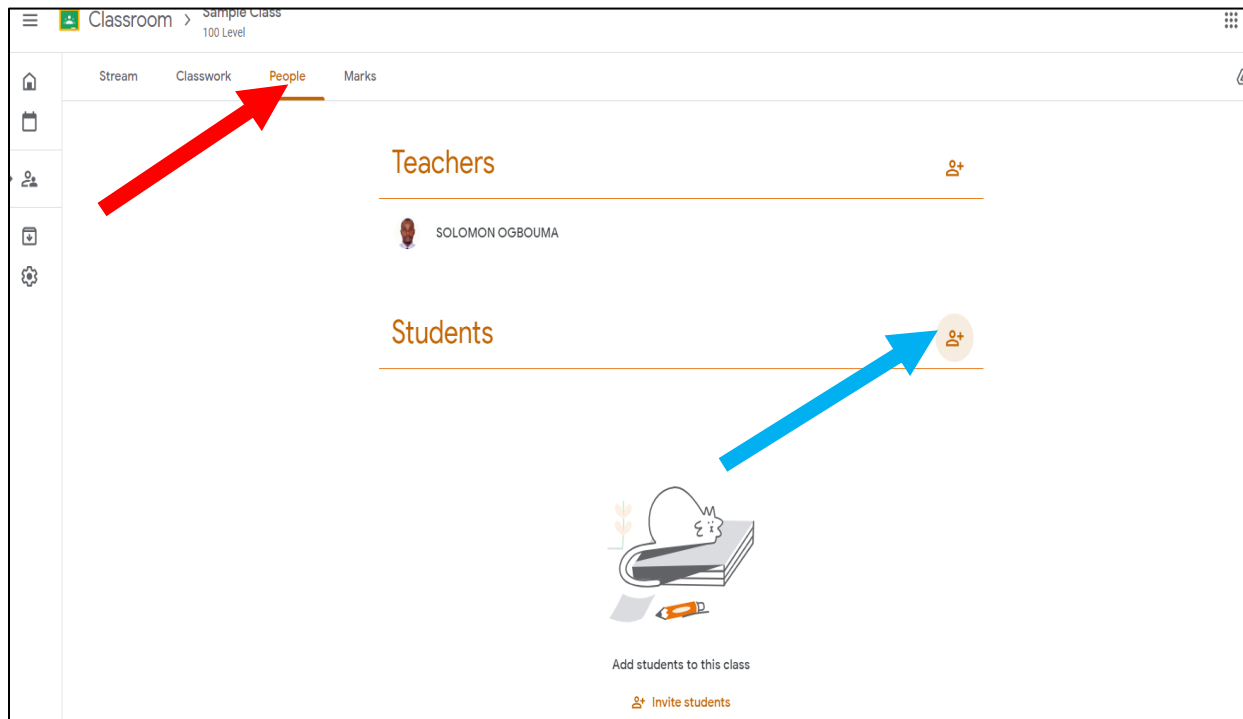 Classroom > Sample Class
100 Level
Stream Classwork People Marks
Teachers
SOLOMON OGBOUMA
Students
Add students to this class
Invite students